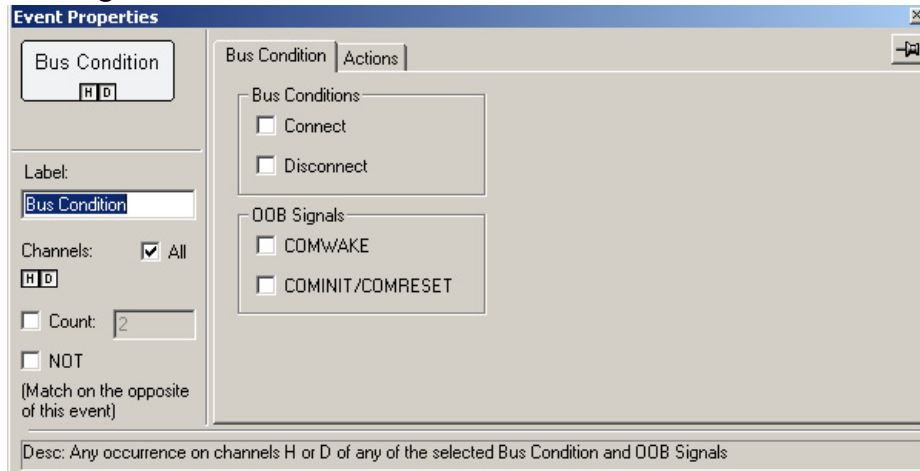 Event Properties
Bus Condition
H D
Label:
Bus Condition
Channels: All
H D
Count: 2
NOT
(Match on the opposite
of this event)
Bus Condition Actions
Bus Conditions
Connect
Disconnect
OOB Signals
COMWAKE
COMINIT/COMRESET
Desc: Any occurrence on channels H or D of any of the selected Bus Condition and OOB Signals